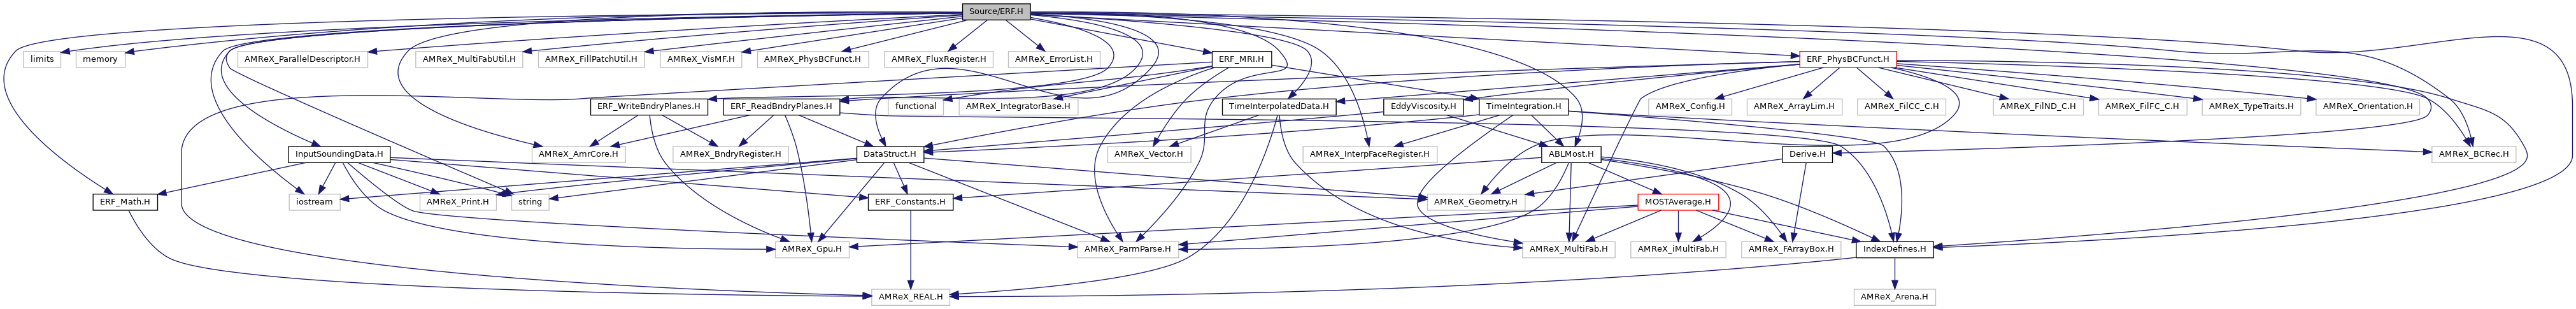 Source/ERF.H
limits
memory
AMReX_ParallelDescriptor.H
AMReX_MultiFabUtil.H
AMReX_FillPatchUtil.H
AMReX_VisMF.H
AMReX_PhysBCFunct.H
AMReX_FluxRegister.H
AMReX_ErrorList.H
ERF_MRI.H
ERF_PhysBCFunct.H
ERF_WriteBndryPlanes.H
ERF_ReadBndryPlanes.H
functional
AMReX_IntegratorBase.H
TimeInterpolatedData.H
EddyViscosity.H
TimeIntegration.H
AMReX_Config.H
AMReX_ArrayLim.H
AMReX_FilCC_C.H
AMReX_FilND_C.H
AMReX_FilFC_C.H
AMReX_TypeTraits.H
AMReX_Orientation.H
InputSoundingData.H
AMReX_AmrCore.H
AMReX_BndryRegister.H
DataStruct.H
AMReX_Vector.H
AMReX_InterpFaceRegister.H
ABLMost.H
Derive.H
AMReX_BCRec.H
ERF_Math.H
iostream
AMReX_Print.H
string
ERF_Constants.H
AMReX_Geometry.H
MOSTAverage.H
AMReX_Gpu.H
AMReX_ParmParse.H
AMReX_MultiFab.H
AMReX_iMultiFab.H
AMReX_FArrayBox.H
IndexDefines.H
AMReX_REAL.H
AMReX_Arena.H